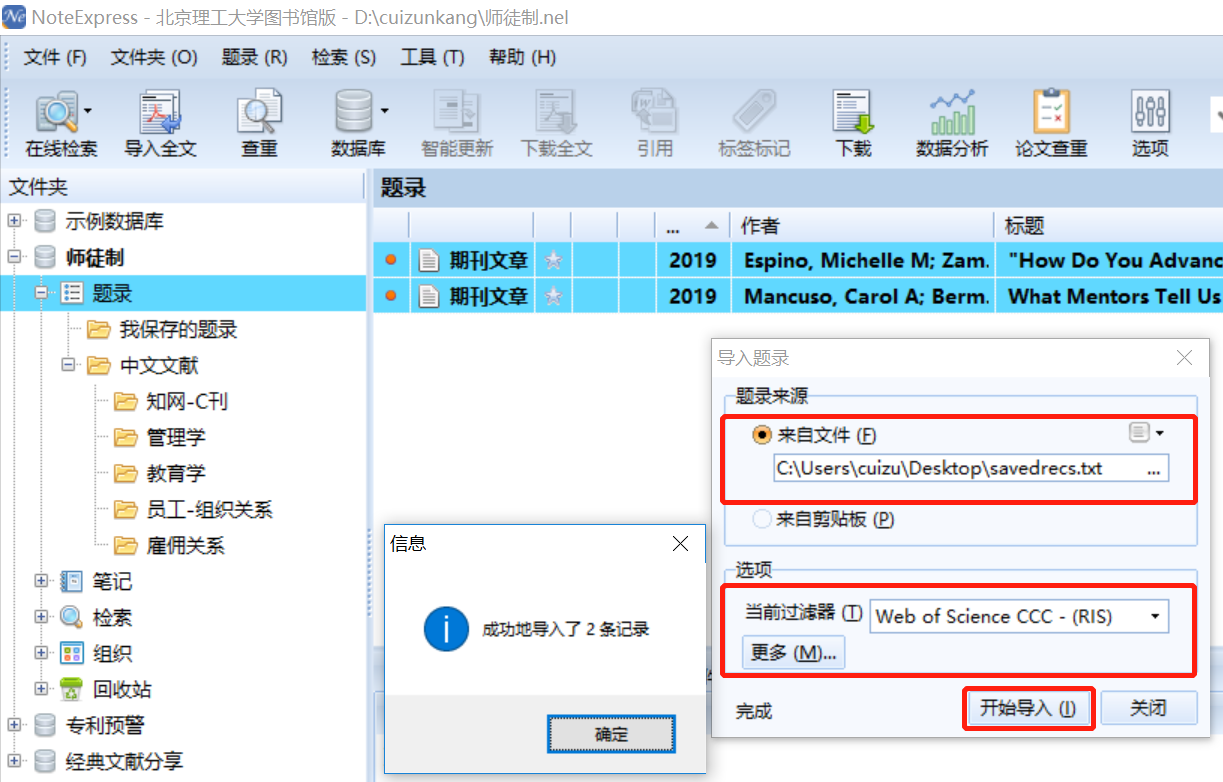 NoteExpress - 北京理工大学图书馆版 - D:\cuizunkang\师徒制.nel
文件 (F) 文件夹 (O) 题录 (R) 检索 (S) 工具 (T) 帮助 (H)
在线检索 导入全文 查重 数据库 智能更新 下载全文 引用 标签标记 下载 数据分析 论文查重 选项
文件夹
示例数据库
师徒制
题录
我保存的题录
中文文献
知网-C刊
管理学
教育学
员工-组织关系
雇佣关系
笔记
检索
组织
回收站
专利预警
经典文献分享
题录
... 作者 标题
期刊文章 2019 Espino, Michelle M; Zam. "How Do You Advanc
期刊文章 2019 Mancuso, Carol A; Berm. What Mentors Tell Us
导入题录
题录来源
来自文件 (F)
C:\Users\cuizu\Desktop\savedrecs.txt ...
来自剪贴板 (P)
选项
当前过滤器 (T) Web of Science CCC - (RIS)
更多 (M)...
完成 开始导入 (I) 关闭
信息
成功地导入了 2 条记录
确定